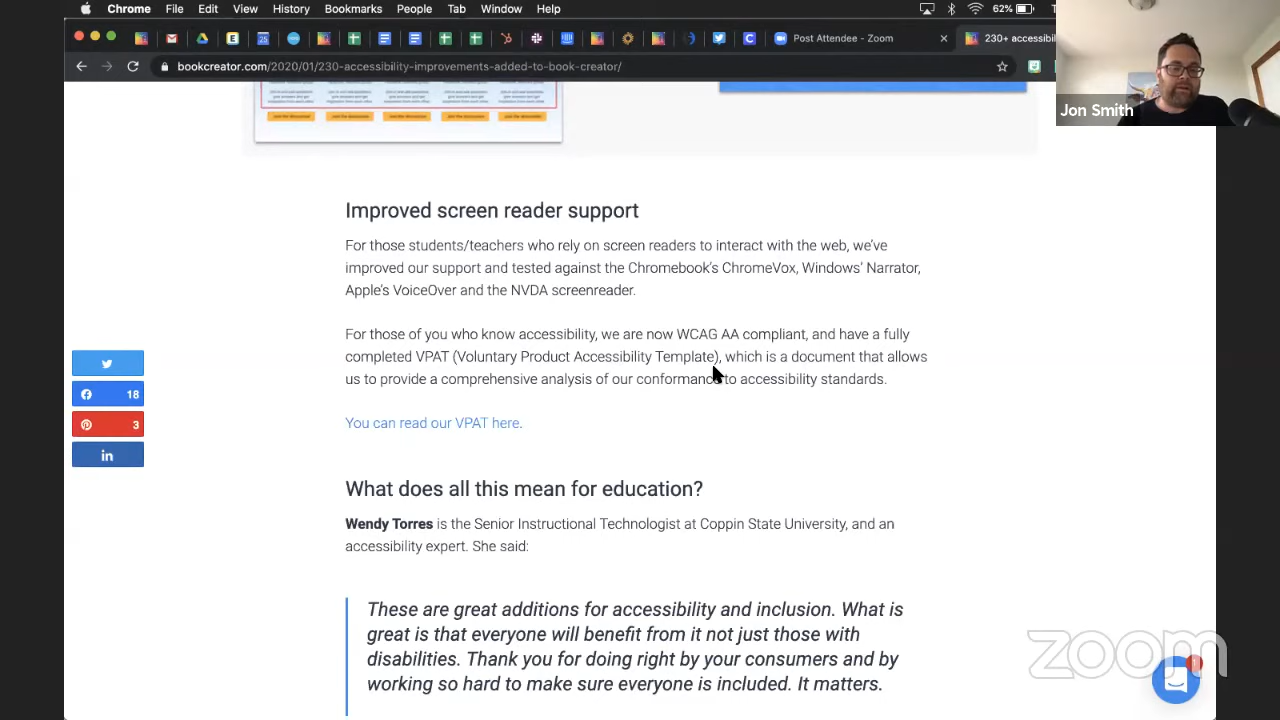 Chrome File Edit View History Bookmarks People Tab Window Help 62%
Post Attendee - Zoom
230+ accessib
bookcreator.com/2020/01/230-accessibility-improvements-added-to-book-creator/
Jon Smith
Improved screen reader support
For those students/teachers who rely on screen readers to interact with the web, we've
improved our support and tested against the Chromebook's ChromeVox, Windows' Narrator,
Apple's VoiceOver and the NVDA screenreader.
For those of you who know accessibility, we are now WCAG AA compliant, and have a fully
completed VPAT (Voluntary Product Accessibility Template), which is a document that allows
us to provide a comprehensive analysis of our conformance to accessibility standards.
18
3
in
You can read our VPAT here.
What does all this mean for education?
Wendy Torres is the Senior Instructional Technologist at Coppin State University, and an
accessibility expert. She said:
These are great additions for accessibility and inclusion. What is
great is that everyone will benefit from it not just those with
disabilities. Thank you for doing right by your consumers and by
working so hard to make sure everyone is included. It matters.
zoom